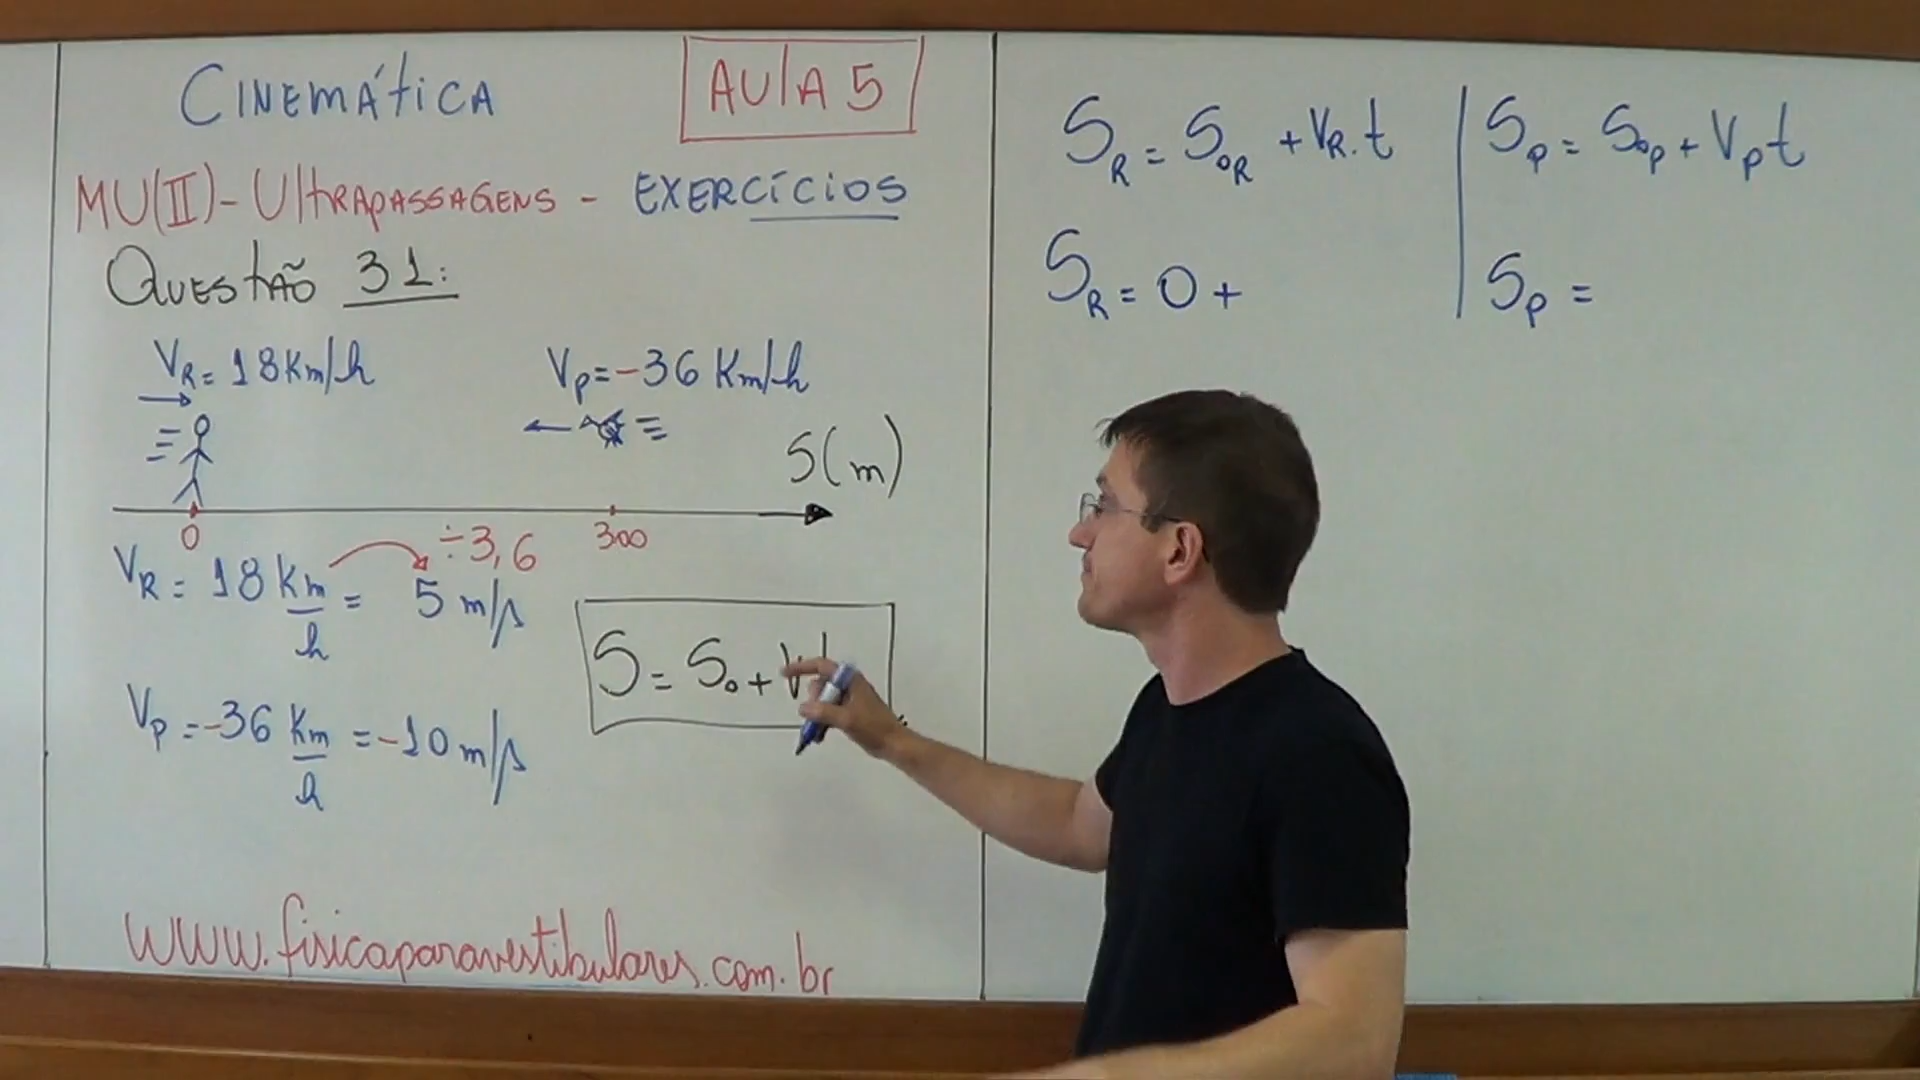 Cinemática
AULA 5
MU(II) - Ultrapassagens - Exercícios
Questão 31:
VR = 18 Km/h
Vp = -36 Km/h
S(m)
0
300
÷3,6
VR = 18 Km/h = 5 m/s
Vp = -36 Km/h = -10 m/s
S = So + V
www.fisicaparavestibulares.com.br
SR = SoR + VR.t
SR = 0 +
Sp = Sop + Vpt
Sp =